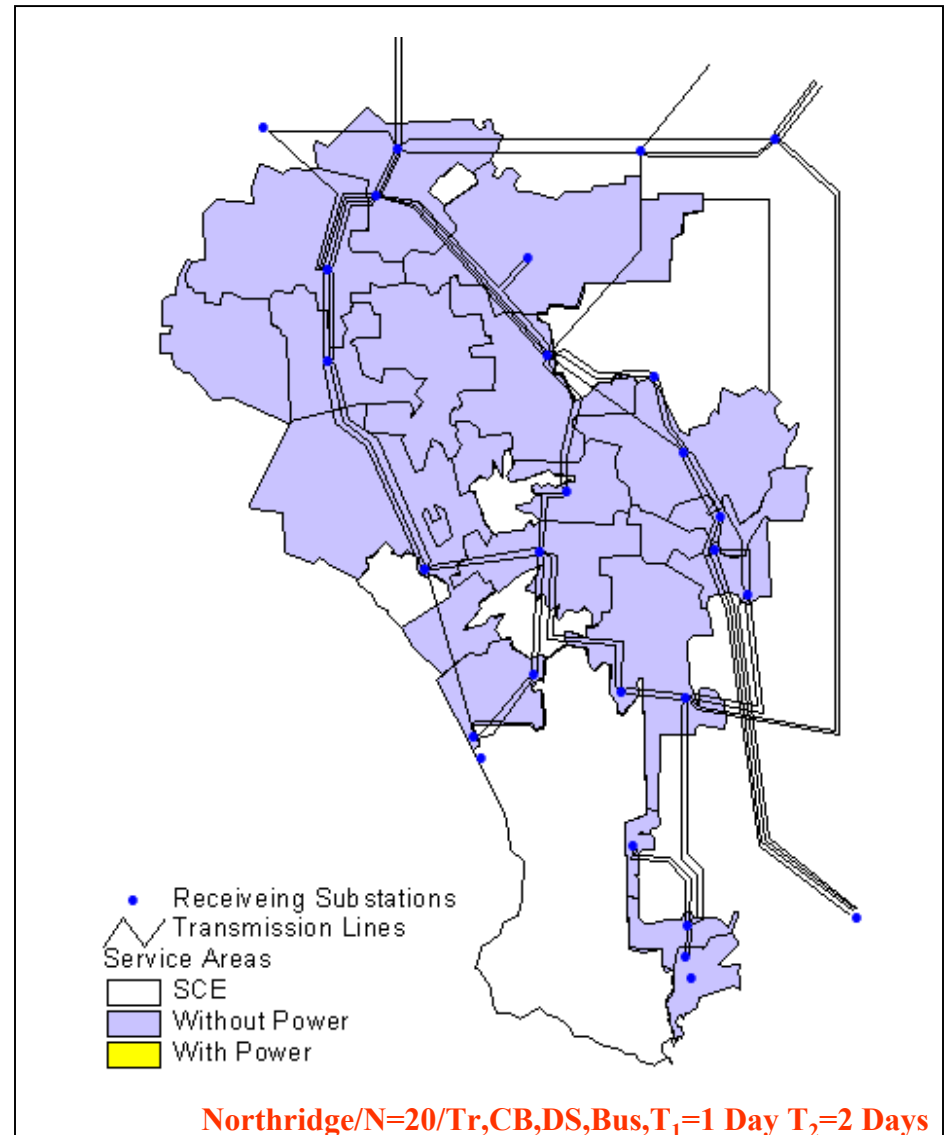 Receiveing Substations
Transmission Lines
Service Areas
SCE
Without Power
With Power
Northridge/N=20/Tr,CB,DS,Bus,T₁=1 Day T₂=2 Days